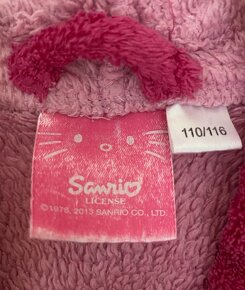 110/116
Sanrio
LICENSE
©1976, 2013 SANRIO CO., LTD.